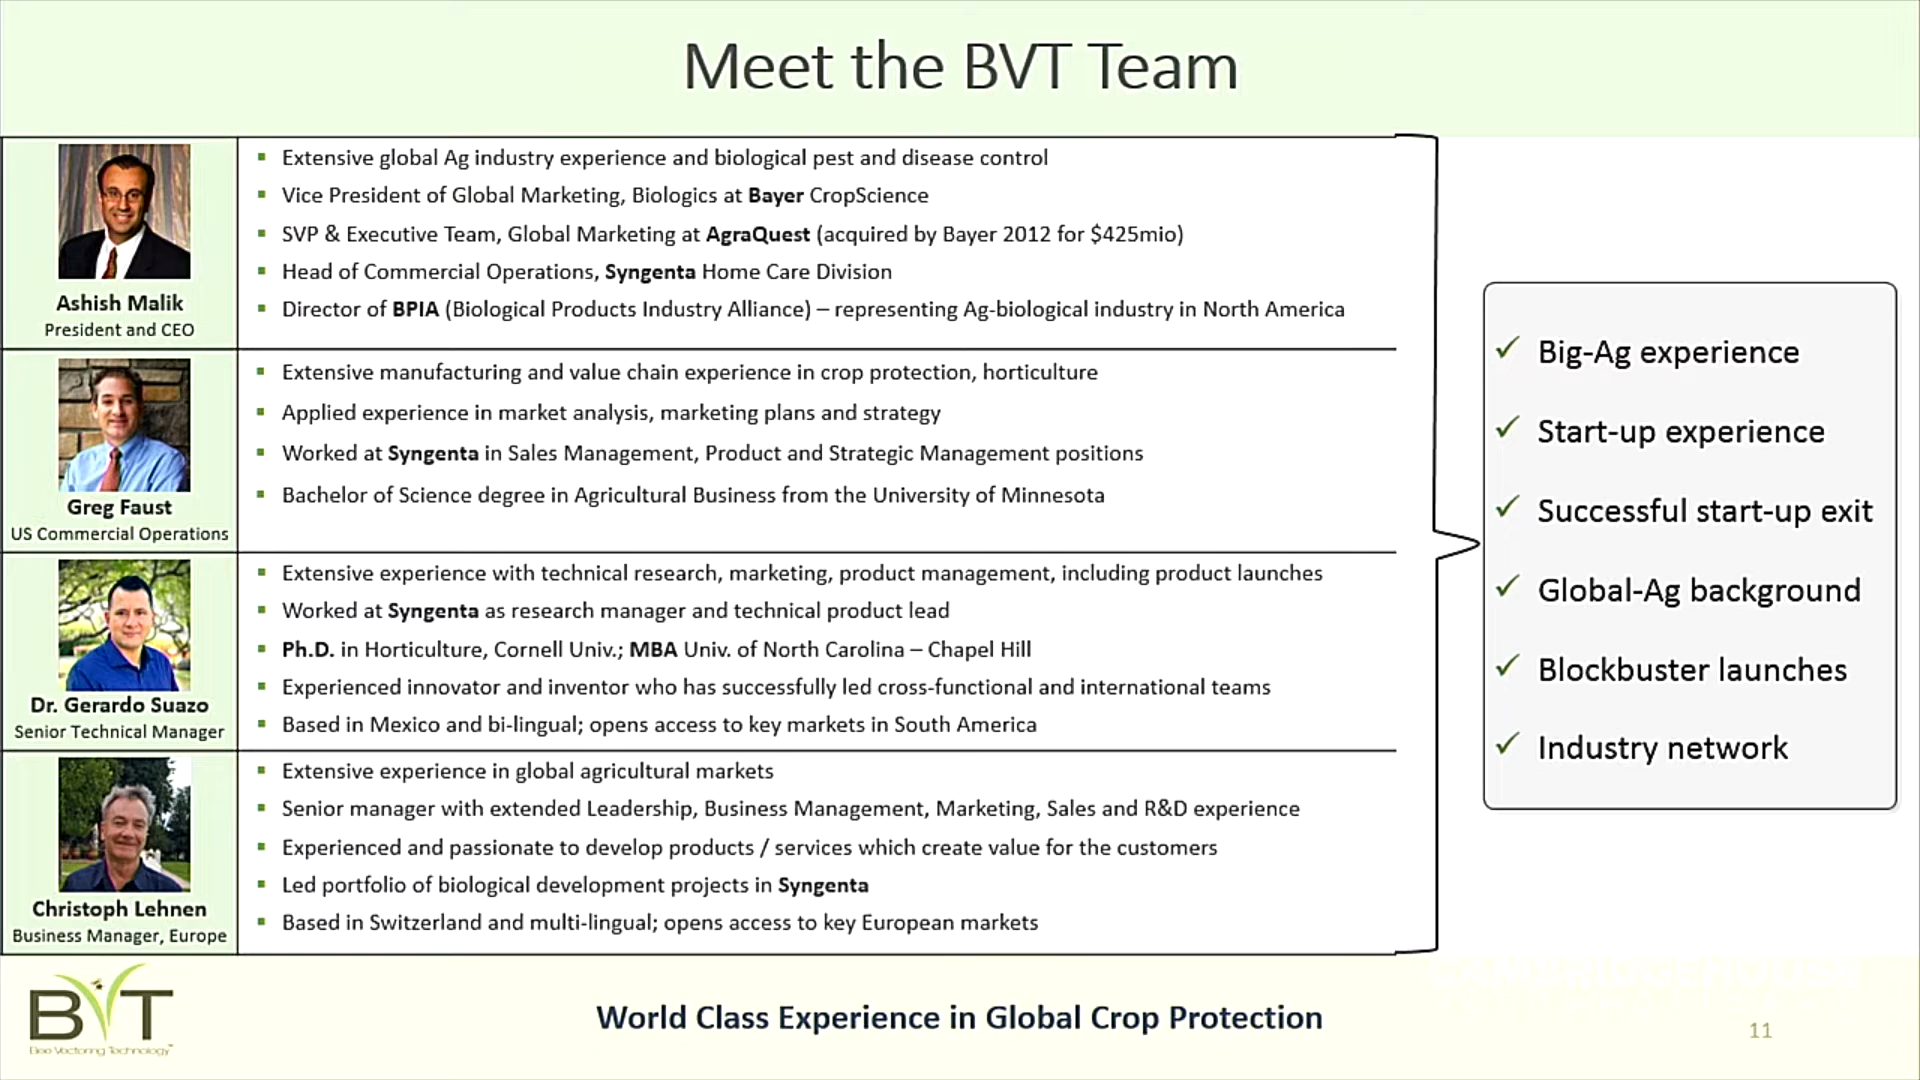 Meet the BVT Team
Ashish Malik
President and CEO
Extensive global Ag industry experience and biological pest and disease control
Vice President of Global Marketing, Biologics at Bayer CropScience
SVP & Executive Team, Global Marketing at AgraQuest (acquired by Bayer 2012 for $425mio)
Head of Commercial Operations, Syngenta Home Care Division
Director of BPIA (Biological Products Industry Alliance) – representing Ag-biological industry in North America
Greg Faust
US Commercial Operations
Extensive manufacturing and value chain experience in crop protection, horticulture
Applied experience in market analysis, marketing plans and strategy
Worked at Syngenta in Sales Management, Product and Strategic Management positions
Bachelor of Science degree in Agricultural Business from the University of Minnesota
Dr. Gerardo Suazo
Senior Technical Manager
Extensive experience with technical research, marketing, product management, including product launches
Worked at Syngenta as research manager and technical product lead
Ph.D. in Horticulture, Cornell Univ.; MBA Univ. of North Carolina – Chapel Hill
Experienced innovator and inventor who has successfully led cross-functional and international teams
Based in Mexico and bi-lingual; opens access to key markets in South America
Christoph Lehnen
Business Manager, Europe
Extensive experience in global agricultural markets
Senior manager with extended Leadership, Business Management, Marketing, Sales and R&D experience
Experienced and passionate to develop products / services which create value for the customers
Led portfolio of biological development projects in Syngenta
Based in Switzerland and multi-lingual; opens access to key European markets
✓ Big-Ag experience
✓ Start-up experience
✓ Successful start-up exit
✓ Global-Ag background
✓ Blockbuster launches
✓ Industry network
BVT
Bee Vectoring Technology
World Class Experience in Global Crop Protection
11